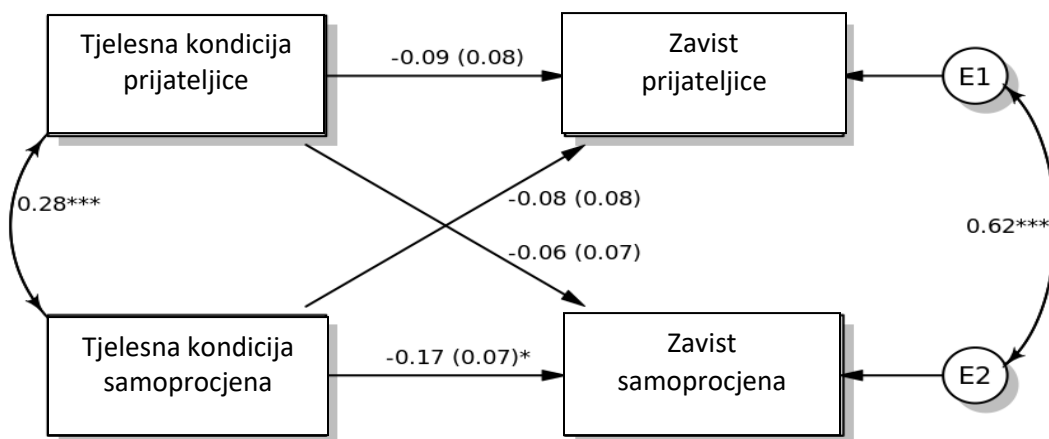 Tjelesna kondicija
prijateljice
-0.09 (0.08)
Zavist
prijateljice
E1
0.28***
-0.08 (0.08)
-0.06 (0.07)
0.62***
Tjelesna kondicija
samoprocjena
-0.17 (0.07)*
Zavist
samoprocjena
E2